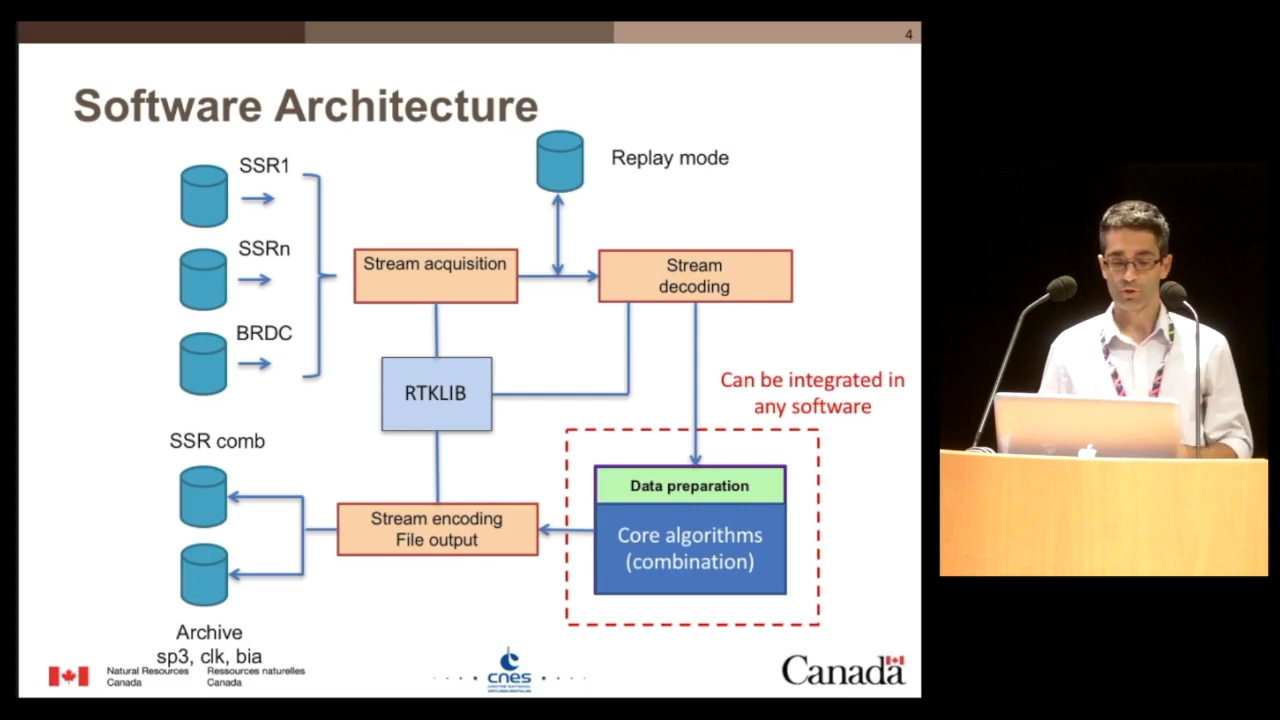 4
Software Architecture
SSR1
Replay mode
SSRn
Stream acquisition
Stream
decoding
BRDC
RTKLIB
Can be integrated in
any software
SSR comb
Data preparation
Core algorithms
(combination)
Stream encoding
File output
Archive
sp3, clk, bia
Natural Resources
Canada
Ressources naturelles
Canada
cnes
Canada